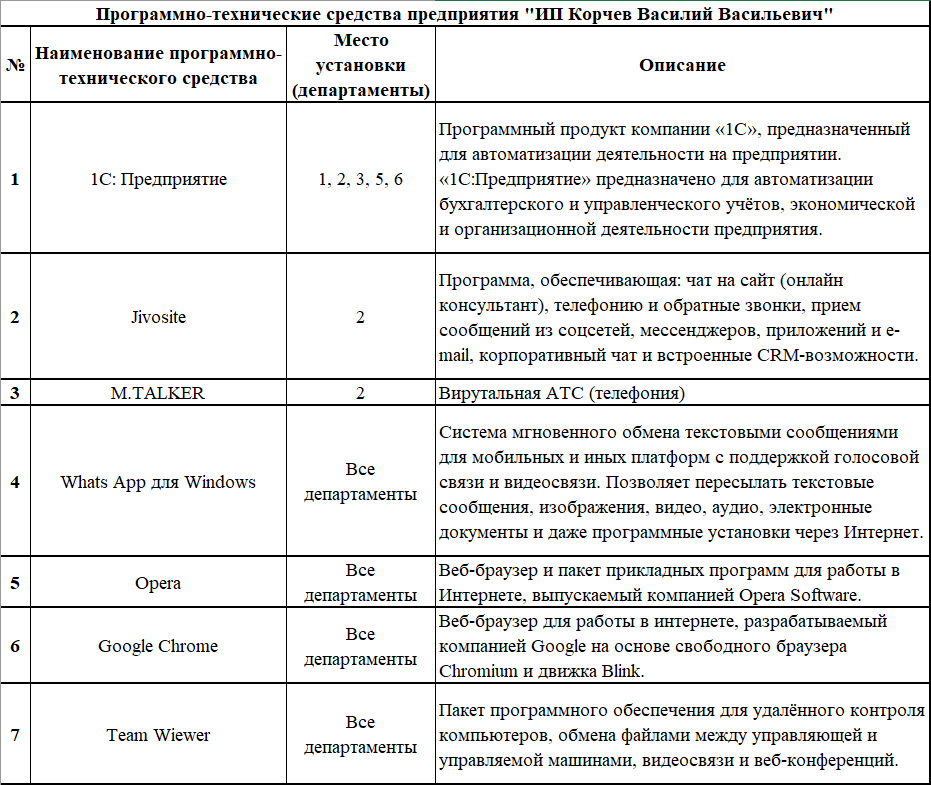 Программно-технические средства предприятия "ИП Корчев Василий Васильевич"
№
Наименование программно-
технического средства
Место
установки
(департаменты)
Описание
1
1С: Предприятие
1, 2, 3, 5, 6
Программный продукт компании «1С», предназначенный
для автоматизации деятельности на предприятии.
«1С:Предприятие» предназначено для автоматизации
бухгалтерского и управленческого учётов, экономической
и организационной деятельности предприятия.
2
Jivosite
2
Программа, обеспечивающая: чат на сайт (онлайн
консультант), телефонию и обратные звонки, прием
сообщений из соцсетей, мессенджеров, приложений и e-
mail, корпоративный чат и встроенные CRM-возможности.
3
M.TALKER
2
Вирутальная АТС (телефония)
4
Whats App для Windows
Все
департаменты
Система мгновенного обмена текстовыми сообщениями
для мобильных и иных платформ с поддержкой голосовой
связи и видеосвязи. Позволяет пересылать текстовые
сообщения, изображения, видео, аудио, электронные
документы и даже программные установки через Интернет.
5
Opera
Все
департаменты
Веб-браузер и пакет прикладных программ для работы в
Интернете, выпускаемый компанией Opera Software.
6
Google Chrome
Все
департаменты
Веб-браузер для работы в интернете, разрабатываемый
компанией Google на основе свободного браузера
Chromium и движка Blink.
7
Team Wiewer
Все
департаменты
Пакет программного обеспечения для удалённого контроля
компьютеров, обмена файлами между управляющей и
управляемой машинами, видеосвязи и веб-конференций.